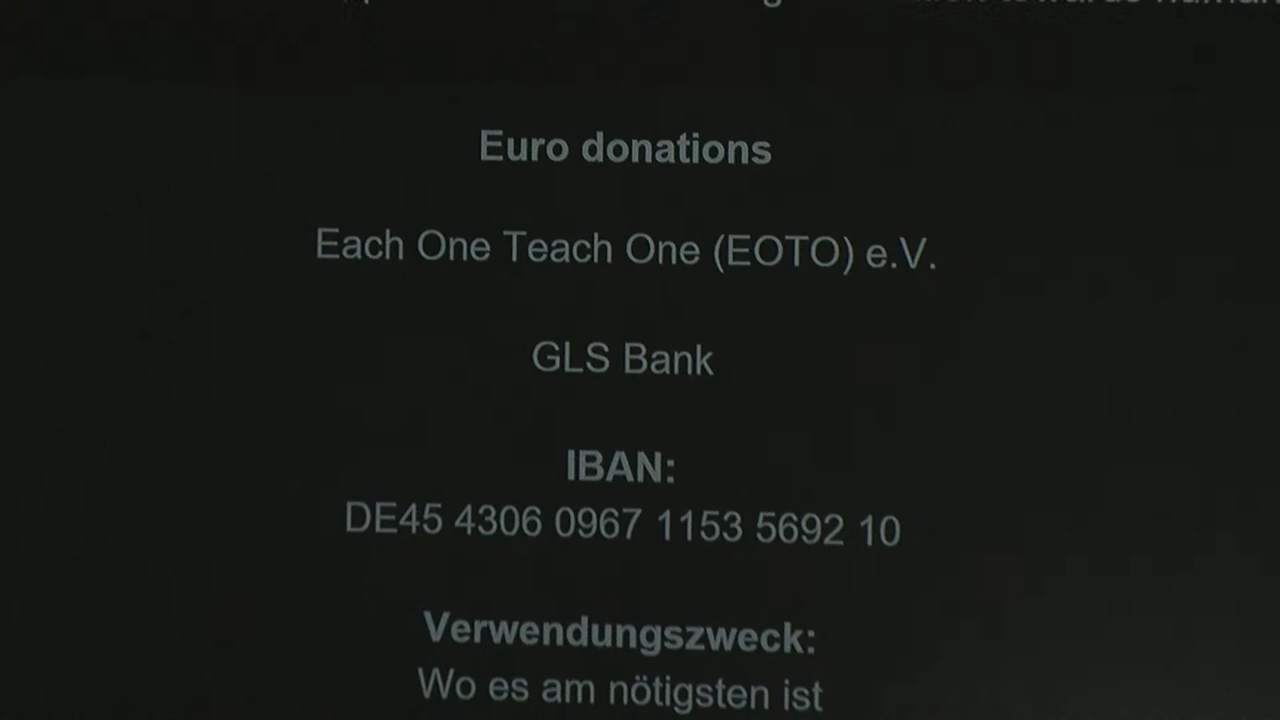 Euro donations
Each One Teach One (EOTO) e.V.
GLS Bank
IBAN:
DE45 4306 0967 1153 5692 10
Verwendungszweck:
Wo es am nötigsten ist